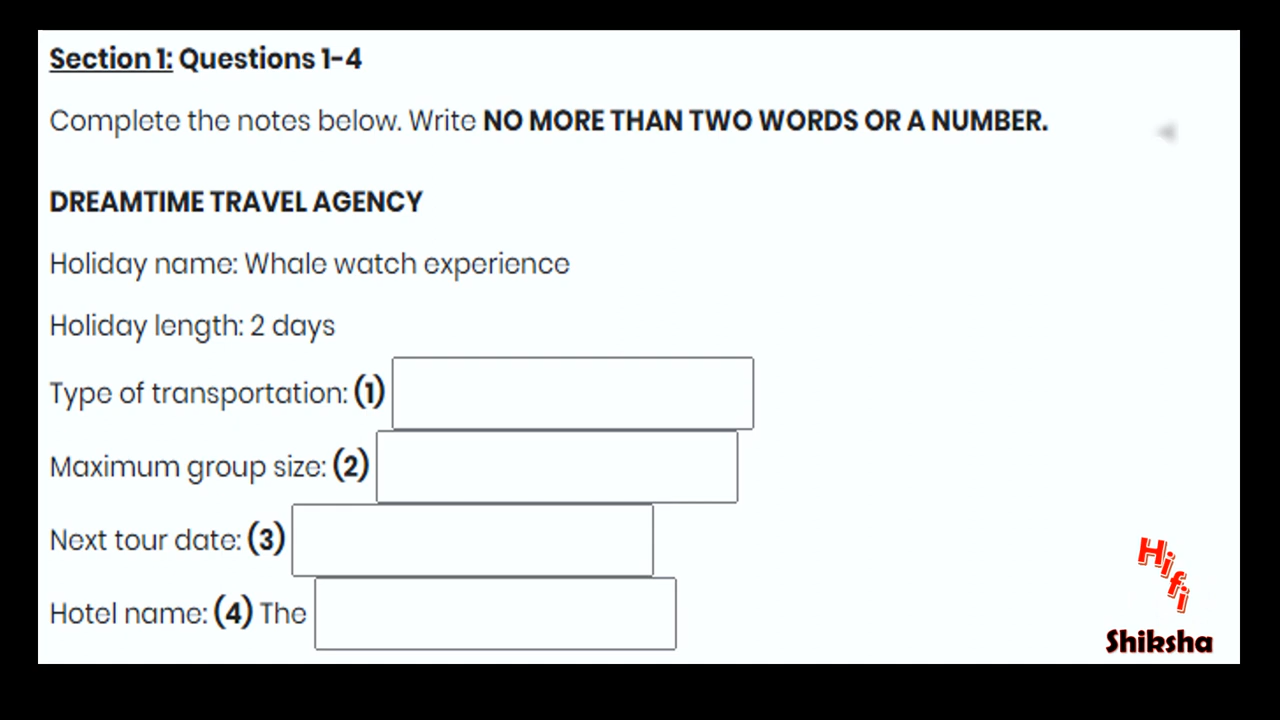 Section 1: Questions 1-4
Complete the notes below. Write NO MORE THAN TWO WORDS OR A NUMBER.
DREAMTIME TRAVEL AGENCY
Holiday name: Whale watch experience
Holiday length: 2 days
Type of transportation: (1)
Maximum group size: (2)
Next tour date: (3)
Hotel name: (4) The
Hifi
Shiksha